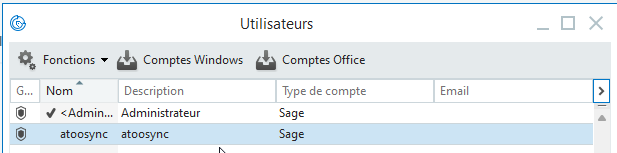 Utilisateurs
Fonctions Comptes Windows Comptes Office
G... Nom Description Type de compte Email
<Admin... Administrateur Sage
atoosync atoosync Sage